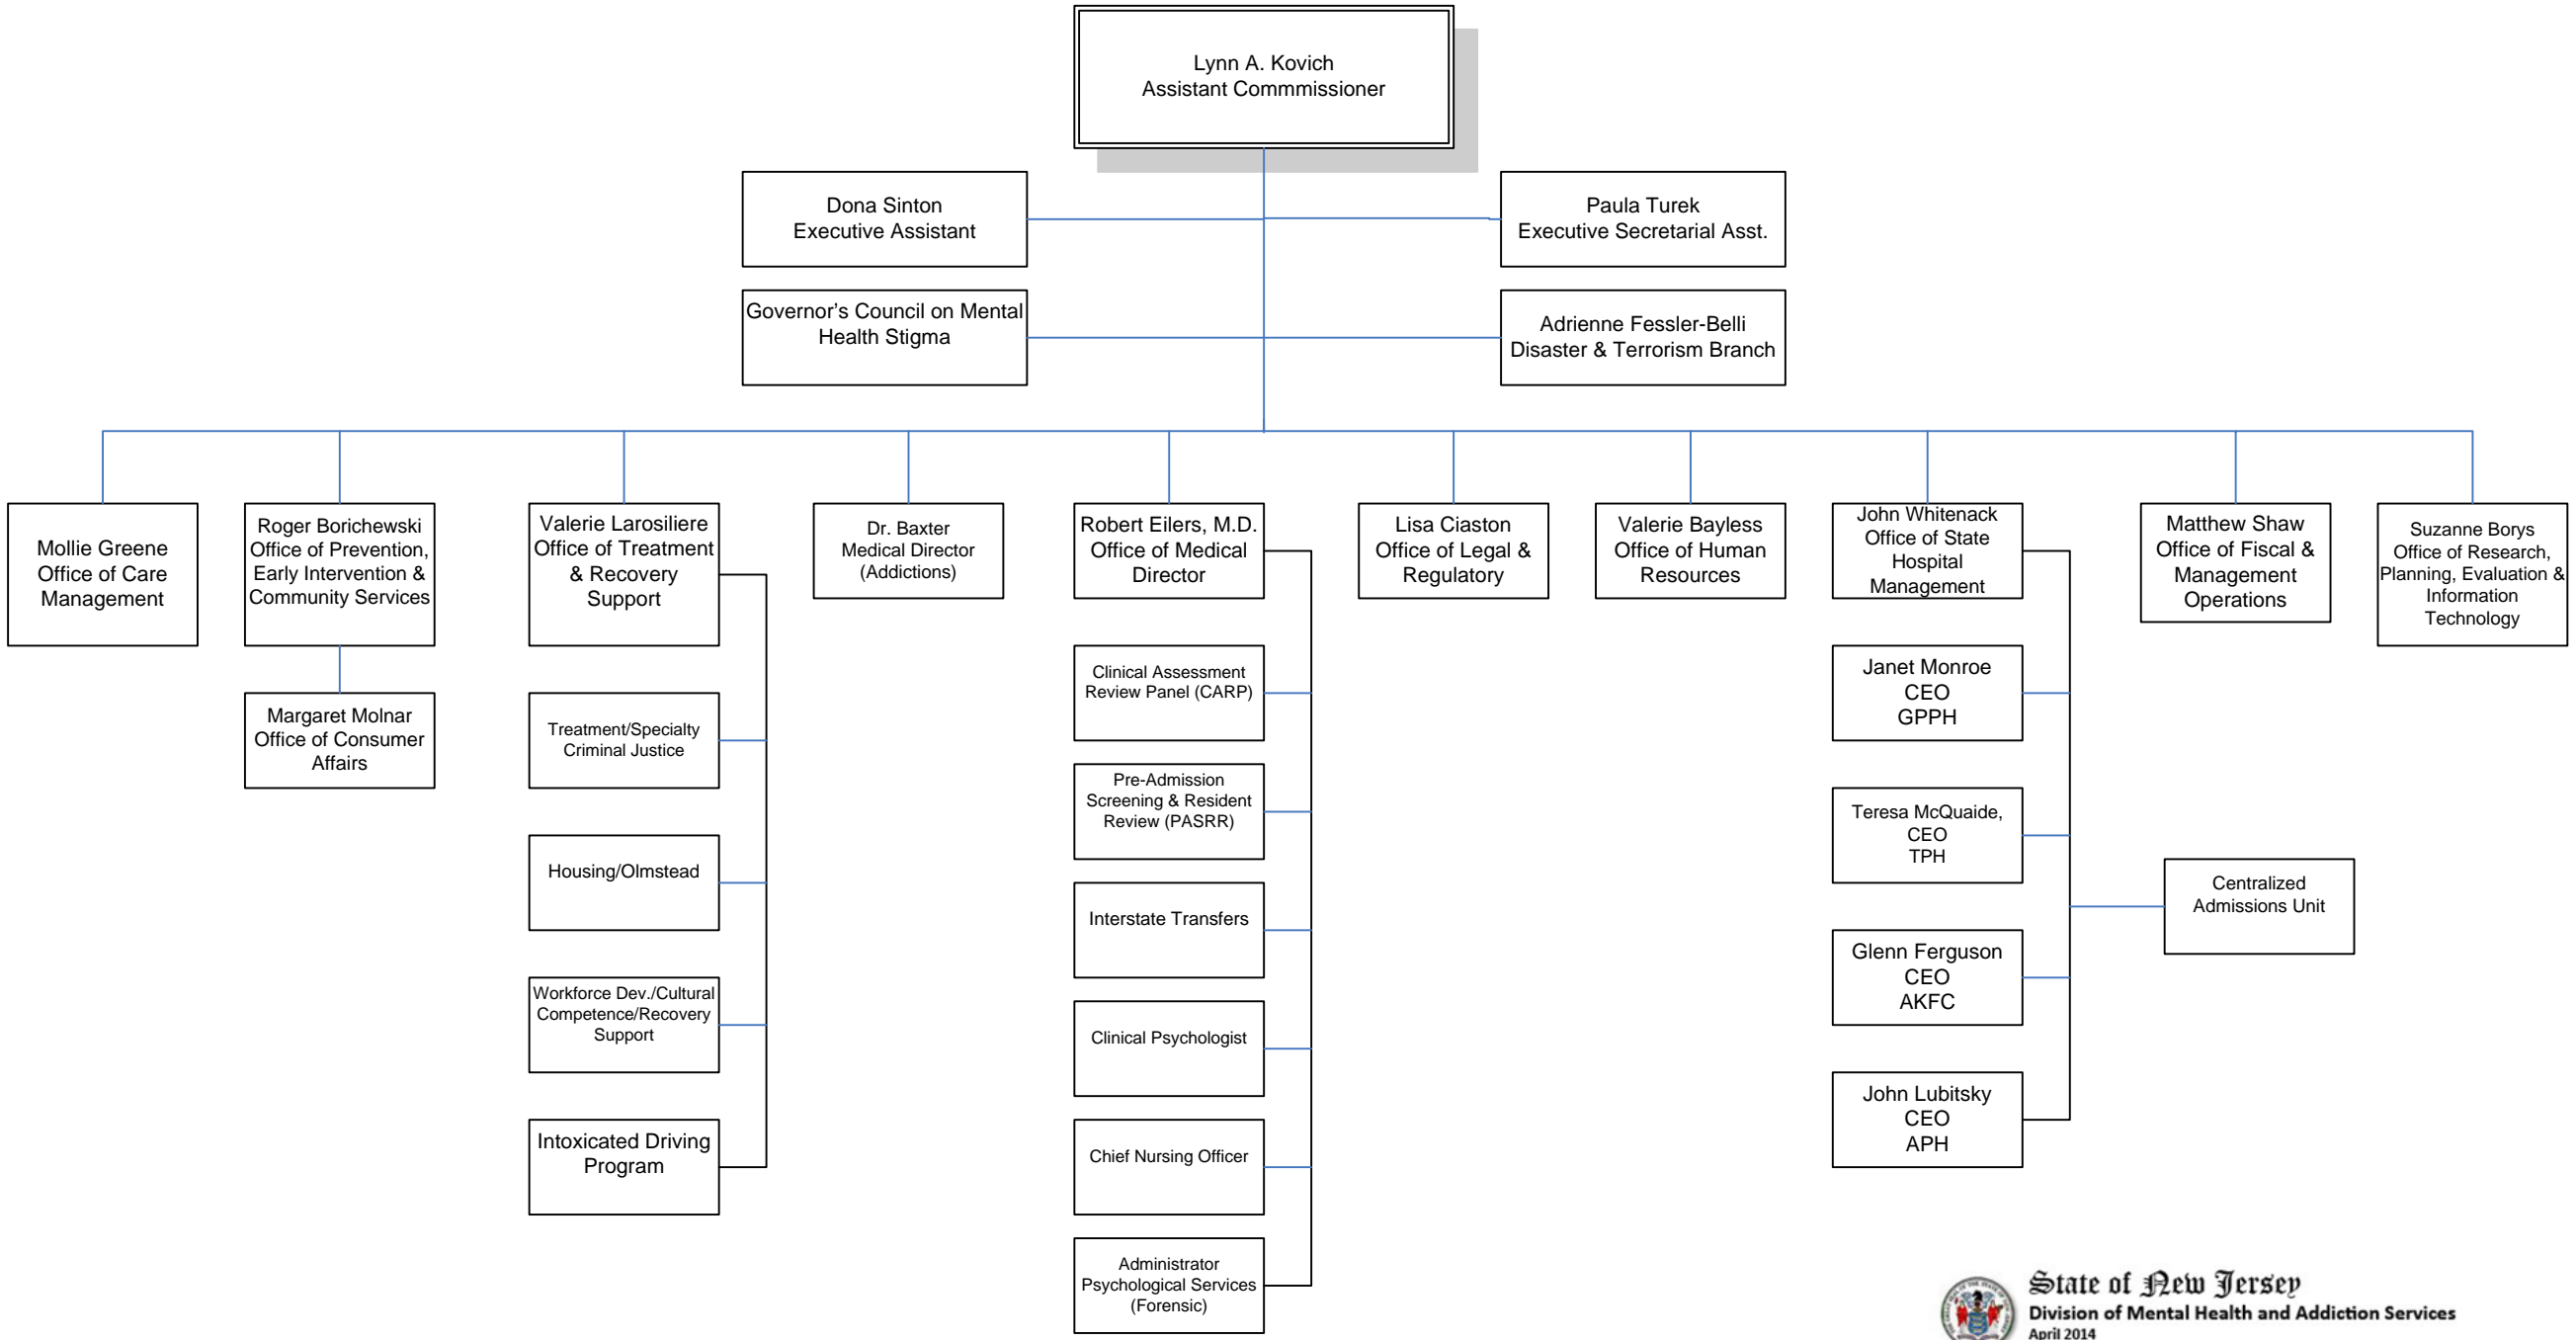 Lynn A. Kovich
Assistant Commmissioner
Dona Sinton
Executive Assistant
Paula Turek
Executive Secretarial Asst.
Governor’s Council on Mental
Health Stigma
Adrienne Fessler-Belli
Disaster & Terrorism Branch
Mollie Greene
Office of Care
Management
Roger Borichewski
Office of Prevention,
Early Intervention &
Community Services
Valerie Larosiliere
Office of Treatment
& Recovery
Support
Dr. Baxter
Medical Director
(Addictions)
Robert Eilers, M.D.
Office of Medical
Director
Lisa Ciaston
Office of Legal &
Regulatory
Valerie Bayless
Office of Human
Resources
John Whitenack
Office of State
Hospital
Management
Matthew Shaw
Office of Fiscal &
Management
Operations
Suzanne Borys
Office of Research,
Planning, Evaluation &
Information
Technology
Margaret Molnar
Office of Consumer
Affairs
Treatment/Specialty
Criminal Justice
Housing/Olmstead
Workforce Dev./Cultural
Competence/Recovery
Support
Intoxicated Driving
Program
Clinical Assessment
Review Panel (CARP)
Pre-Admission
Screening & Resident
Review (PASRR)
Interstate Transfers
Clinical Psychologist
Chief Nursing Officer
Administrator
Psychological Services
(Forensic)
Janet Monroe
CEO
GPPH
Teresa McQuaide,
CEO
TPH
Glenn Ferguson
CEO
AKFC
John Lubitsky
CEO
APH
Centralized
Admissions Unit
State of New Jersey
Division of Mental Health and Addiction Services
April 2014